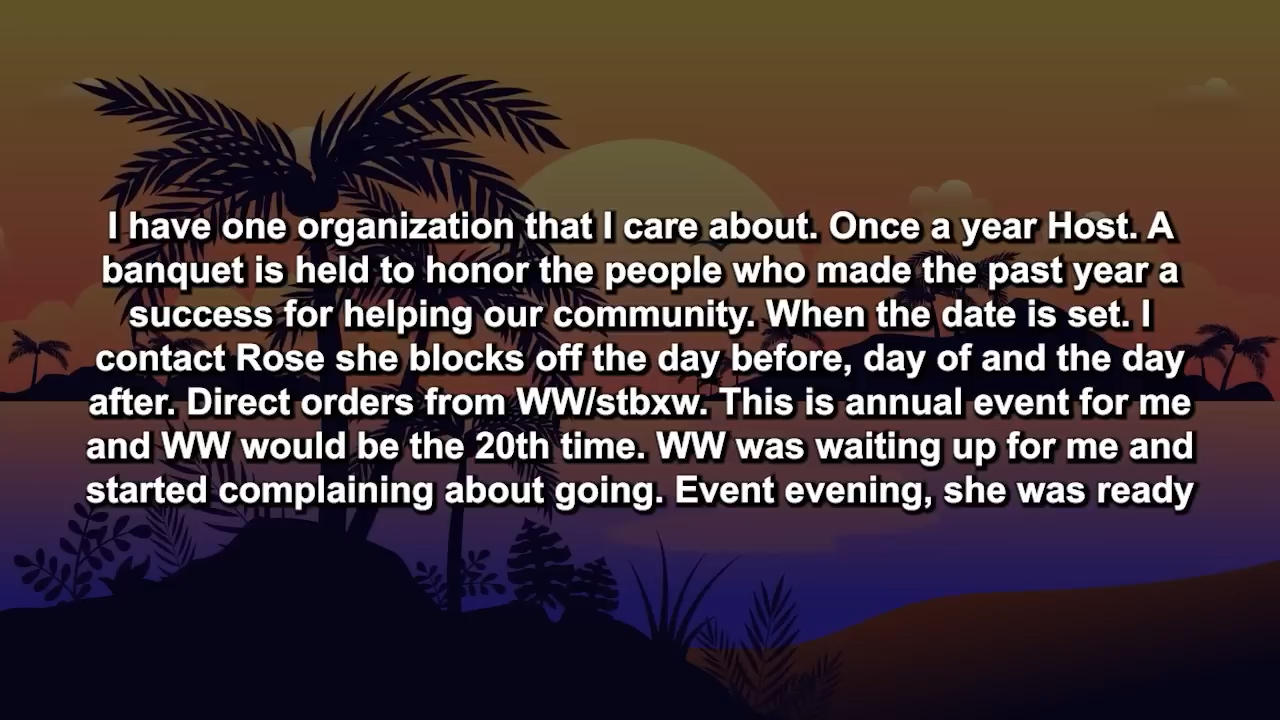 I have one organization that I care about. Once a year Host. A
banquet is held to honor the people who made the past year a
success for helping our community. When the date is set. I
contact Rose she blocks off the day before, day of and the day
after. Direct orders from WW/stbxw. This is annual event for me
and WW would be the 20th time. WW was waiting up for me and
started complaining about going. Event evening, she was ready